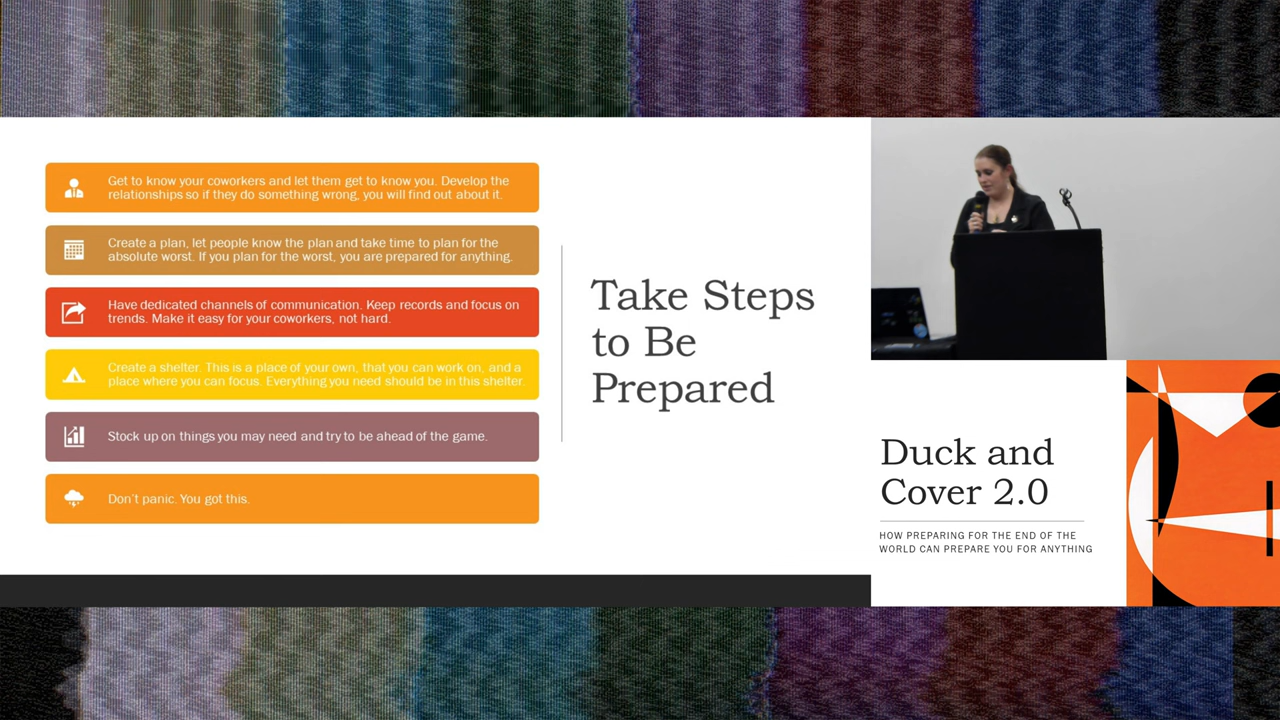 Get to know your coworkers and let them get to know you. Develop the
relationships so if they do something wrong, you will find out about it.
Create a plan, let people know the plan and take time to plan for the
absolute worst. If you plan for the worst, you are prepared for anything.
Have dedicated channels of communication. Keep records and focus on
trends. Make it easy for your coworkers, not hard.
Create a shelter. This is a place of your own, that you can work on, and a
place where you can focus. Everything you need should be in this shelter.
Stock up on things you may need and try to be ahead of the game.
Don't panic. You got this.
Take Steps
to Be
Prepared
Duck and
Cover 2.0
HOW PREPARING FOR THE END OF THE
WORLD CAN PREPARE YOU FOR ANYTHING